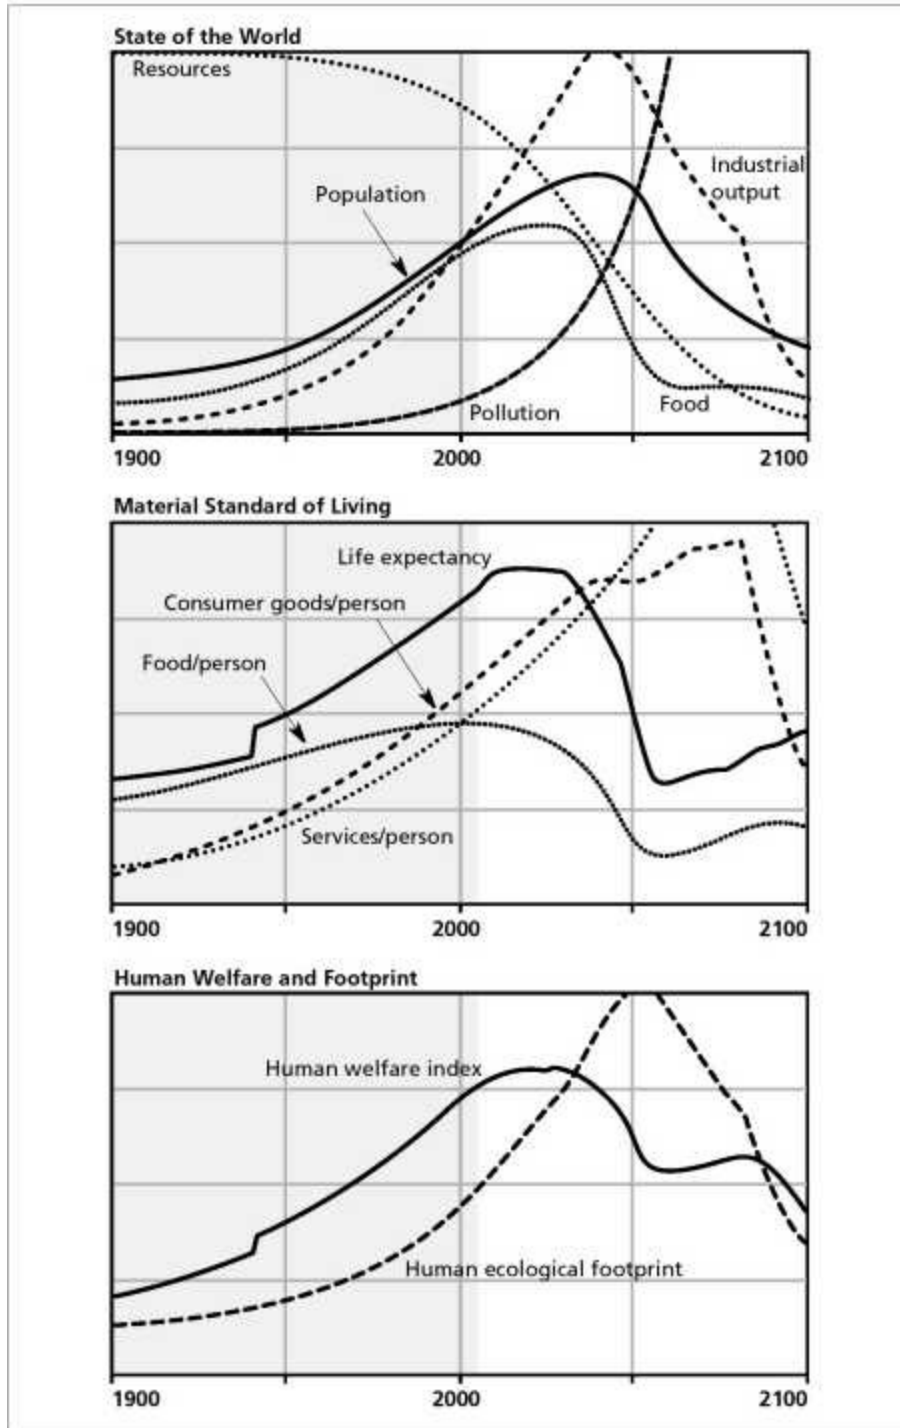 State of the World
Resources
Population
Industrial
output
Pollution
Food
1900 2000 2100
Material Standard of Living
Life expectancy
Consumer goods/person
Food/person
Services/person
1900 2000 2100
Human Welfare and Footprint
Human welfare index
Human ecological footprint
1900 2000 2100